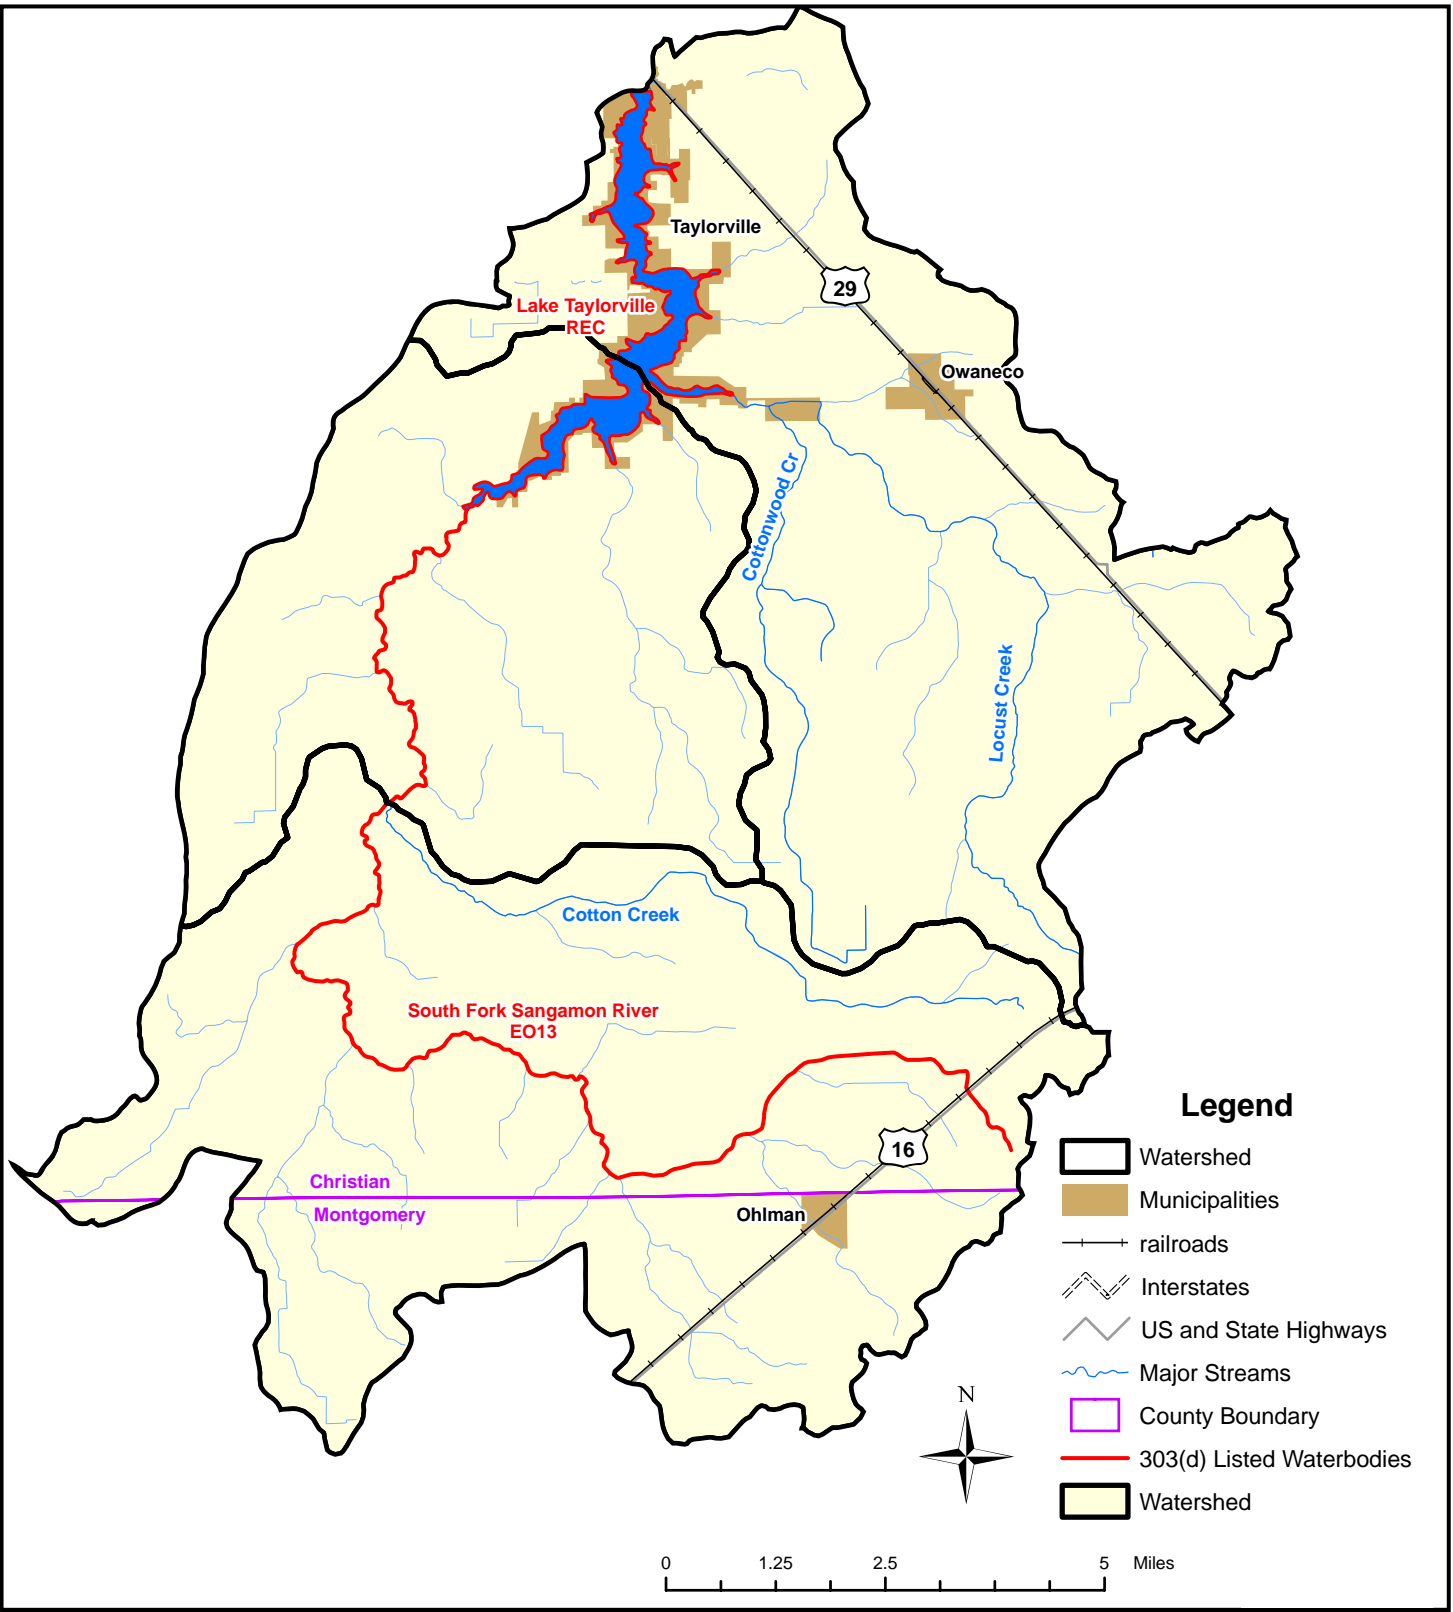 Taylorville
29
Lake Taylorville
REC
Owaneco
Cottonwood Cr
Locust Creek
Cotton Creek
South Fork Sangamon River
EO13
16
Christian
Montgomery
Ohlman
Legend
Watershed
Municipalities
railroads
Interstates
US and State Highways
Major Streams
County Boundary
303(d) Listed Waterbodies
Watershed
N
0 1.25 2.5 5 Miles